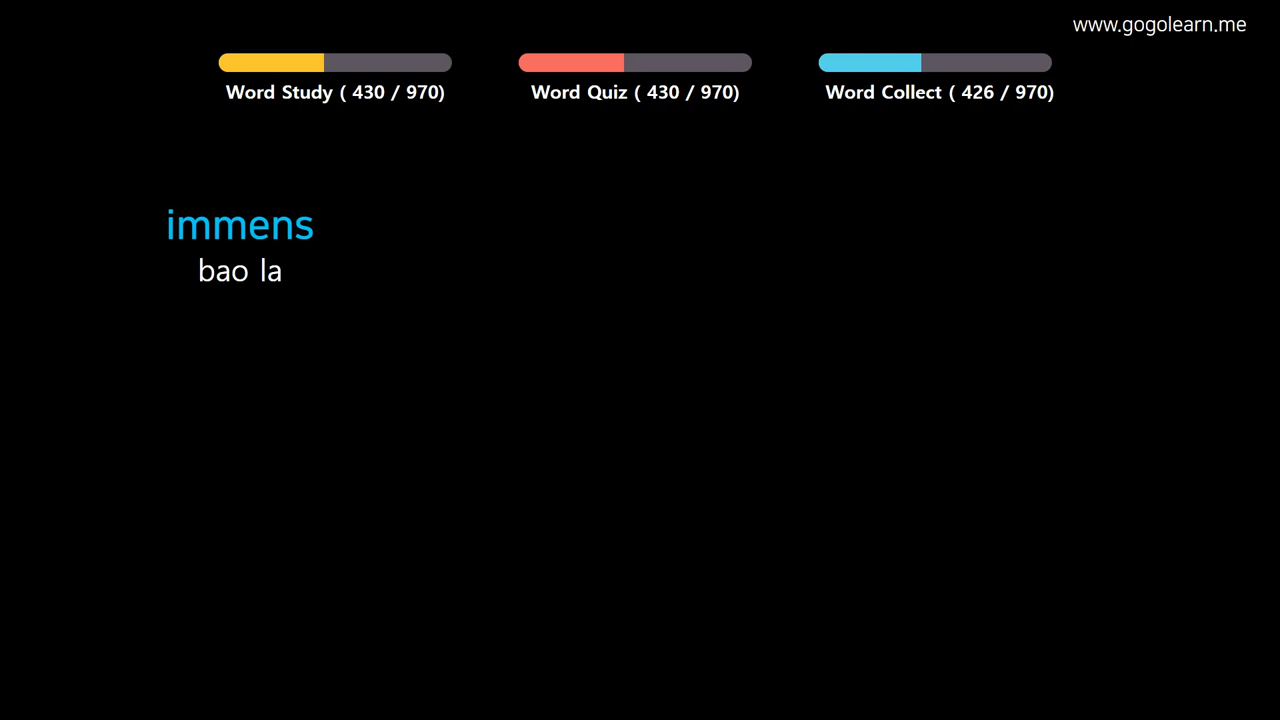 www.gogolearn.me
Word Study ( 430 / 970)
Word Quiz ( 430 / 970)
Word Collect ( 426 / 970)
immens
bao la